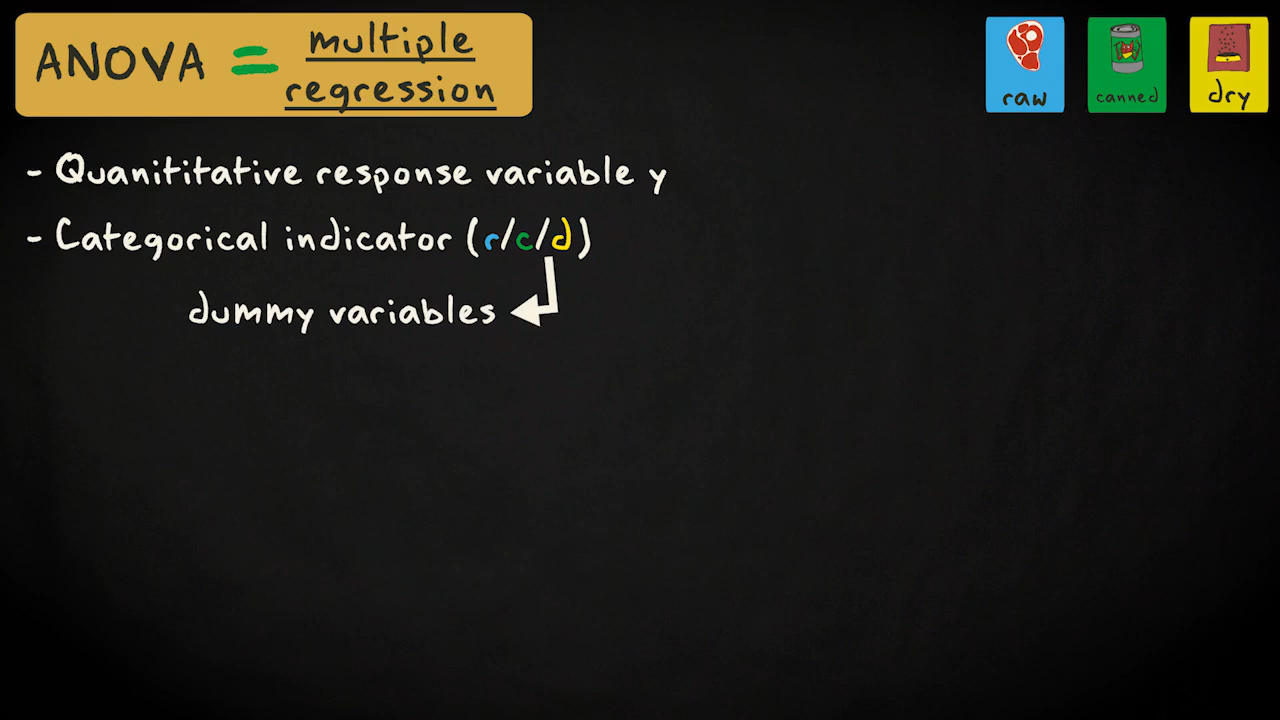 ANOVA = multiple regression
raw
canned
dry
- Quanititative response variable y
- Categorical indicator (r/c/d)
dummy variables